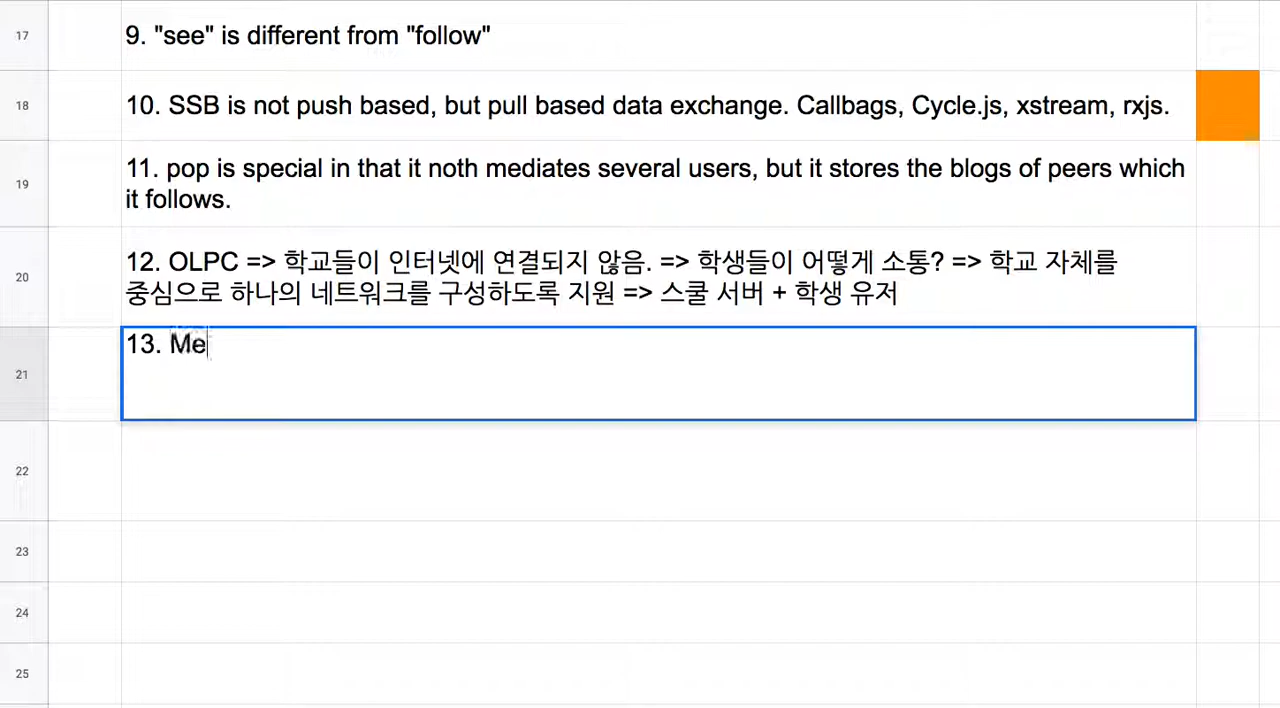 17
9. "see" is different from "follow"
18
10. SSB is not push based, but pull based data exchange. Callbags, Cycle.js, xstream, rxjs.
19
11. pop is special in that it noth mediates several users, but it stores the blogs of peers which
it follows.
20
12. OLPC => 학교들이 인터넷에 연결되지 않음. => 학생들이 어떻게 소통? => 학교 자체를
중심으로 하나의 네트워크를 구성하도록 지원 => 스쿨 서버 + 학생 유저
21
13. Me
22
23
24
25